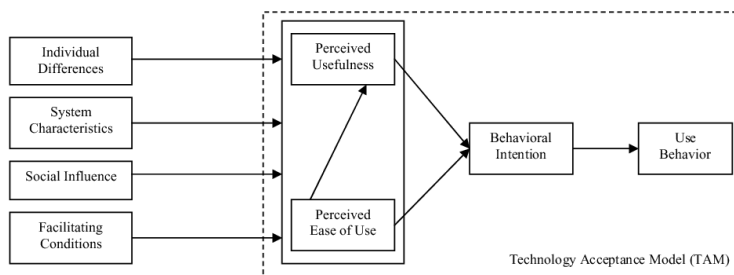 Individual
Differences
System
Characteristics
Social Influence
Facilitating
Conditions
Perceived
Usefulness
Perceived
Ease of Use
Behavioral
Intention
Use
Behavior
Technology Acceptance Model (TAM)